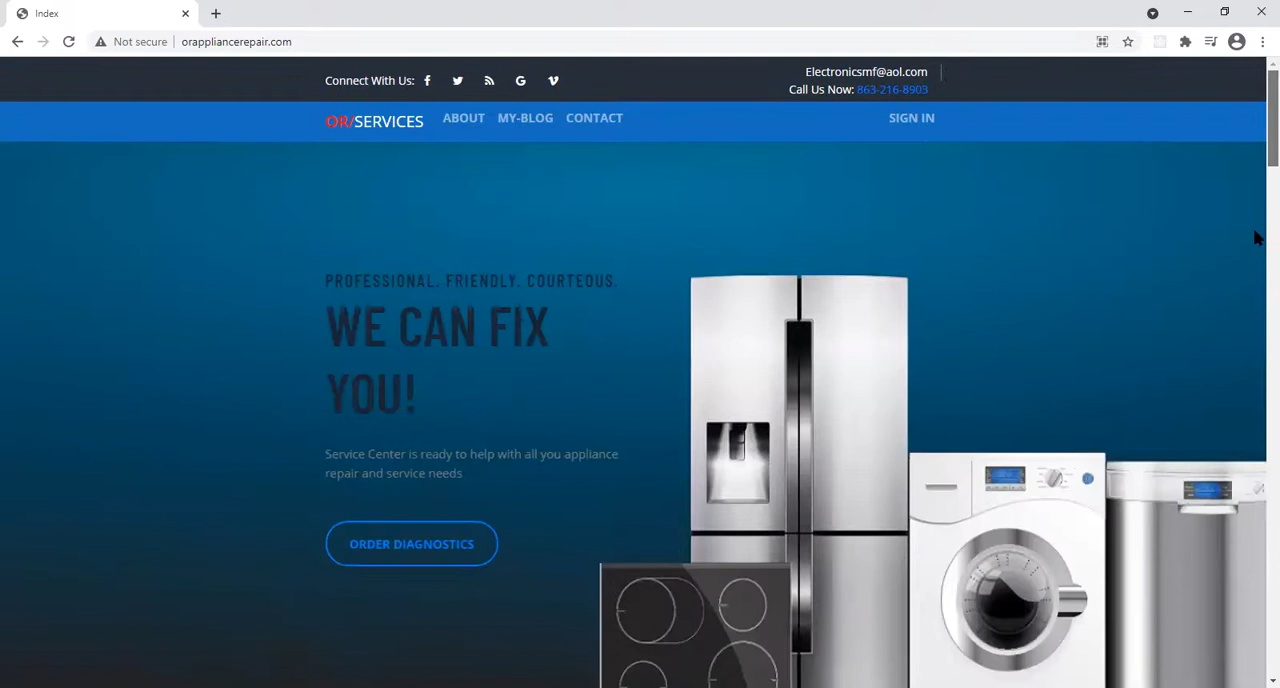 Index
Not secure
orappliancerepair.com
Connect With Us:
Electronicsmf@aol.com
Call Us Now: 863-216-8903
OR/SERVICES
ABOUT
MY-BLOG
CONTACT
SIGN IN
PROFESSIONAL. FRIENDLY. COURTEOUS.
WE CAN FIX
YOU!
Service Center is ready to help with all you appliance
repair and service needs
ORDER DIAGNOSTICS